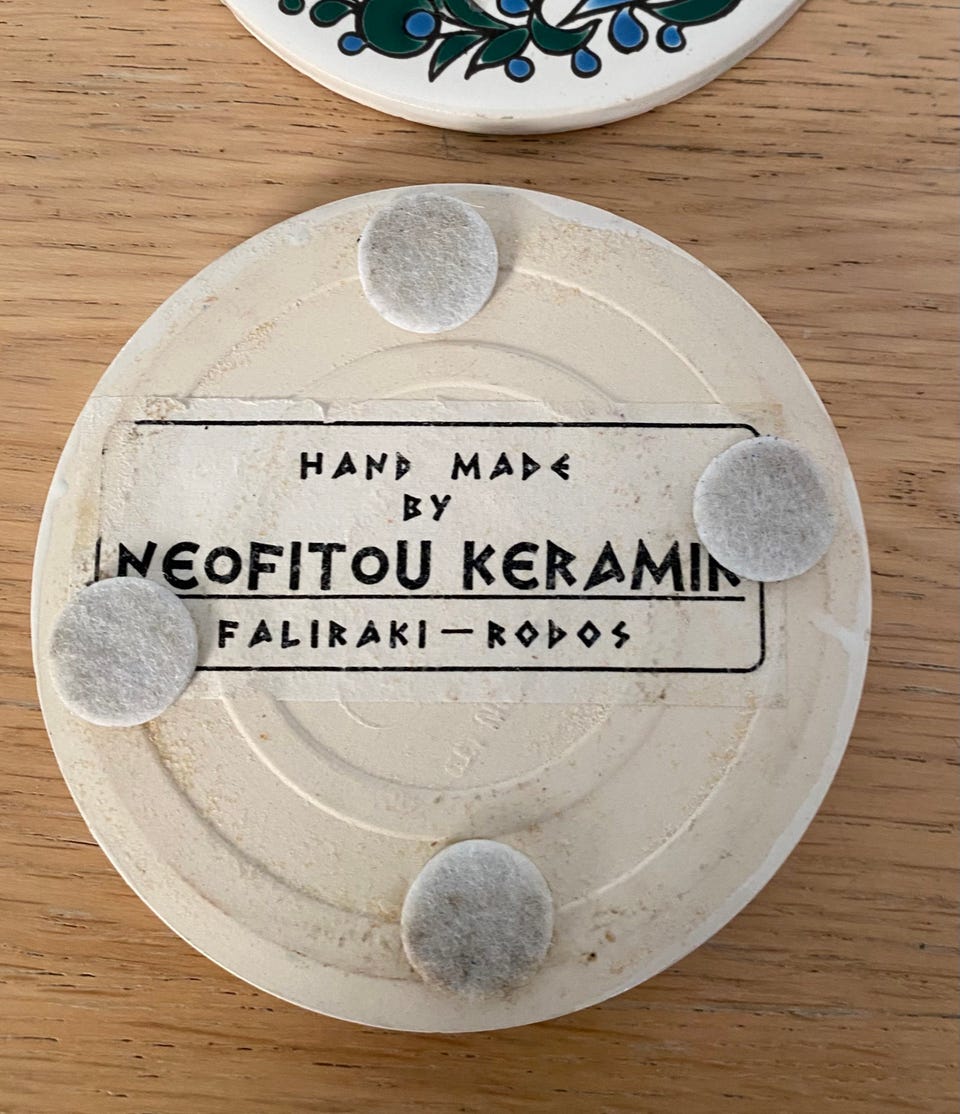 HAND MADE
BY
NEOFITOU KERAMIK
FALIRAKI — RODOS